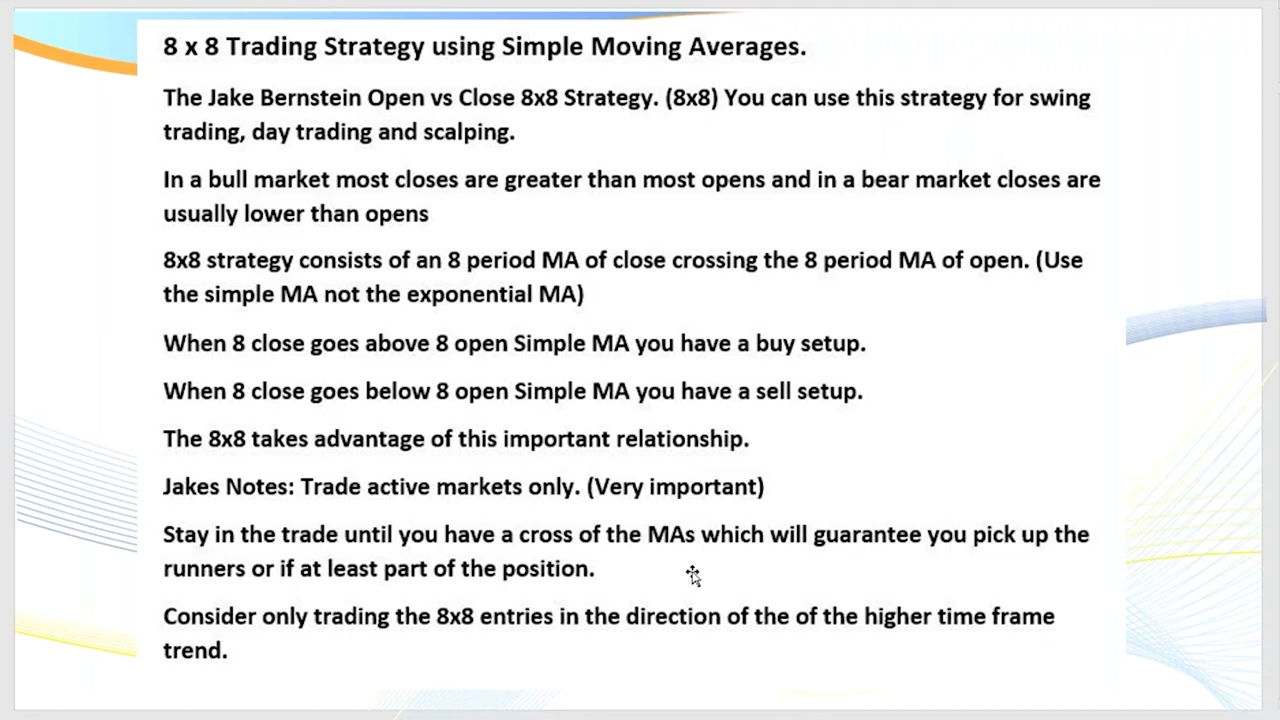 8 x 8 Trading Strategy using Simple Moving Averages.
The Jake Bernstein Open vs Close 8x8 Strategy. (8x8) You can use this strategy for swing
trading, day trading and scalping.
In a bull market most closes are greater than most opens and in a bear market closes are
usually lower than opens
8x8 strategy consists of an 8 period MA of close crossing the 8 period MA of open. (Use
the simple MA not the exponential MA)
When 8 close goes above 8 open Simple MA you have a buy setup.
When 8 close goes below 8 open Simple MA you have a sell setup.
The 8x8 takes advantage of this important relationship.
Jakes Notes: Trade active markets only. (Very important)
Stay in the trade until you have a cross of the MAs which will guarantee you pick up the
runners or if at least part of the position.
Consider only trading the 8x8 entries in the direction of the of the higher time frame
trend.